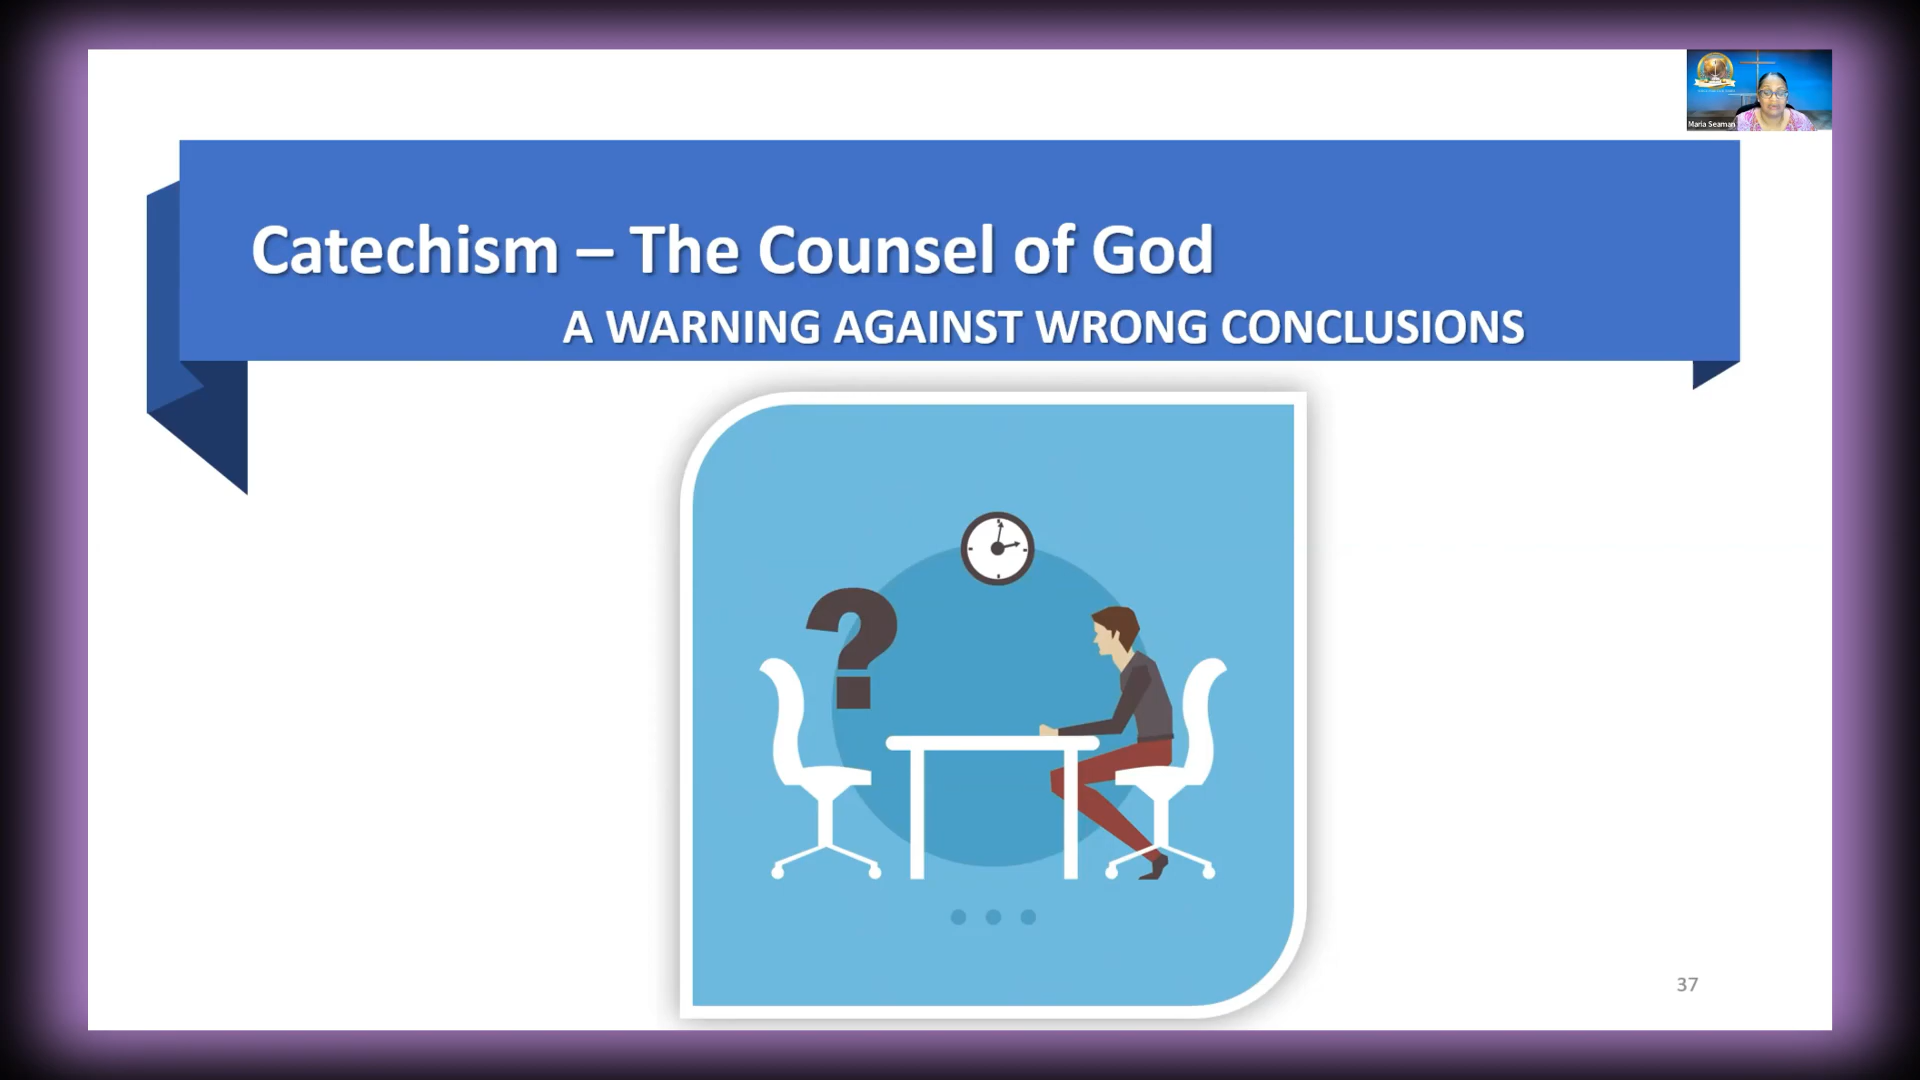 Maria Seaman
Catechism – The Counsel of God
A WARNING AGAINST WRONG CONCLUSIONS
?
37